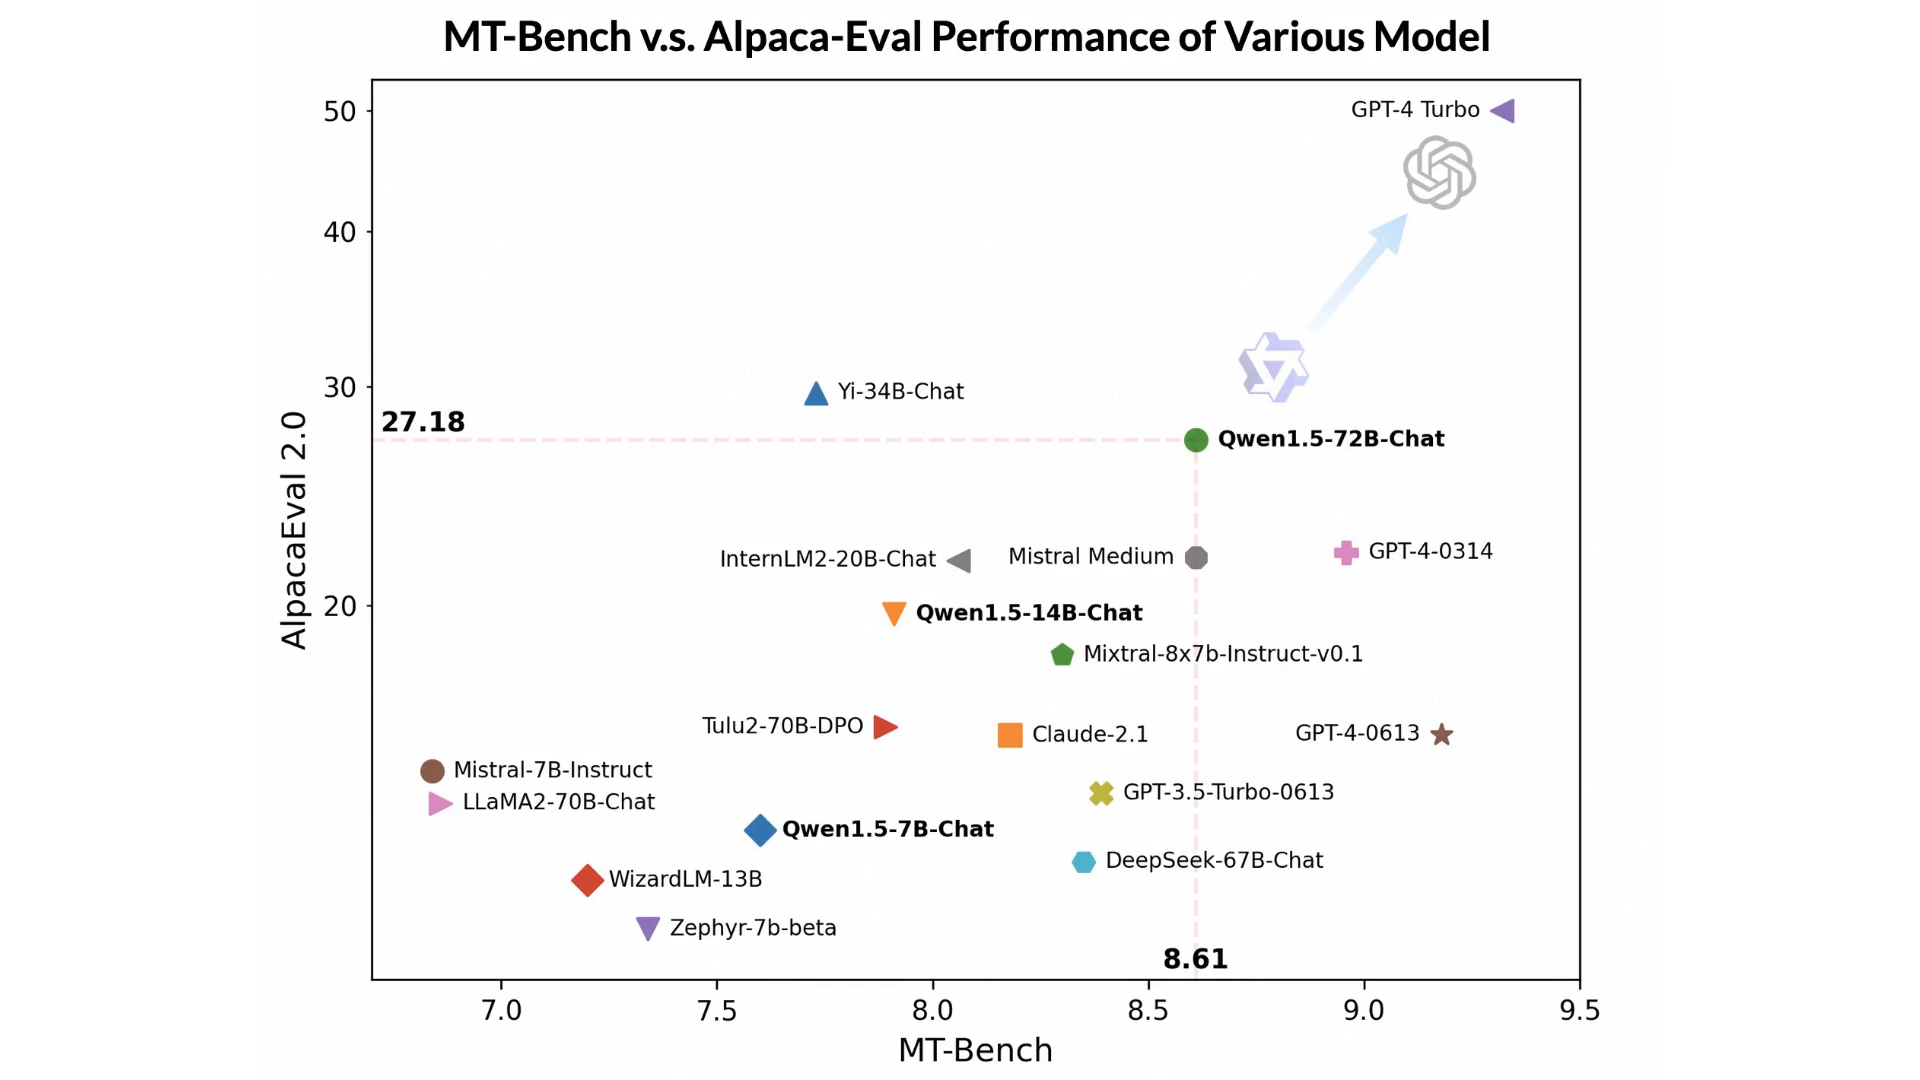 MT-Bench v.s. Alpaca-Eval Performance of Various Model
50
GPT-4 Turbo
40
30
Yi-34B-Chat
27.18
Qwen1.5-72B-Chat
AlpacaEval 2.0
InternLM2-20B-Chat
Mistral Medium
GPT-4-0314
20
Qwen1.5-14B-Chat
Mixtral-8x7b-Instruct-v0.1
Tulu2-70B-DPO
Claude-2.1
GPT-4-0613
Mistral-7B-Instruct
GPT-3.5-Turbo-0613
LLaMA2-70B-Chat
Qwen1.5-7B-Chat
DeepSeek-67B-Chat
WizardLM-13B
Zephyr-7b-beta
8.61
7.0 7.5 8.0 8.5 9.0 9.5
MT-Bench